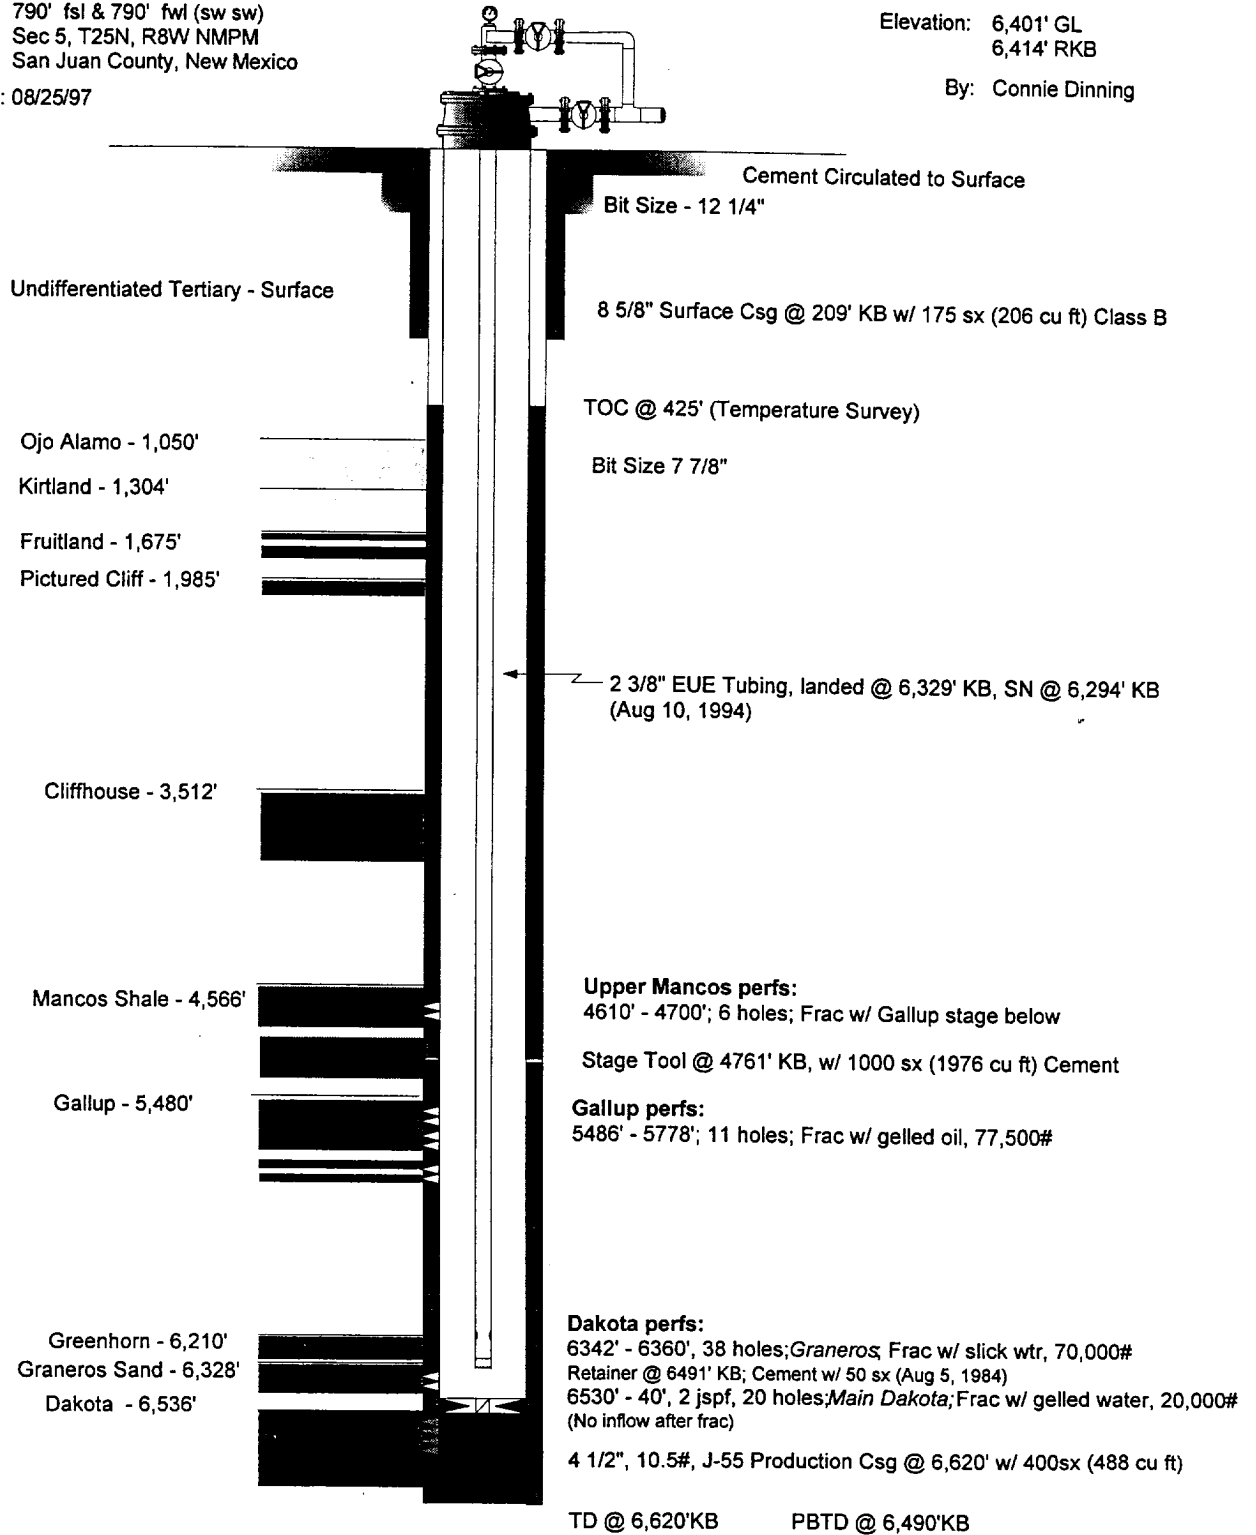 790' fsl & 790' fwl (sw sw)
Sec 5, T25N, R8W NMPM
San Juan County, New Mexico
: 08/25/97
Elevation: 6,401' GL
6,414' RKB
By: Connie Dinning
Cement Circulated to Surface
Bit Size - 12 1/4"
Undifferentiated Tertiary - Surface
8 5/8" Surface Csg @ 209' KB w/ 175 sx (206 cu ft) Class B
TOC @ 425' (Temperature Survey)
Ojo Alamo - 1,050'
Bit Size 7 7/8"
Kirtland - 1,304'
Fruitland - 1,675'
Pictured Cliff - 1,985'
2 3/8" EUE Tubing, landed @ 6,329' KB, SN @ 6,294' KB
(Aug 10, 1994)
Cliffhouse - 3,512'
Mancos Shale - 4,566'
Upper Mancos perfs:
4610' - 4700'; 6 holes; Frac w/ Gallup stage below
Stage Tool @ 4761' KB, w/ 1000 sx (1976 cu ft) Cement
Gallup - 5,480'
Gallup perfs:
5486' - 5778'; 11 holes; Frac w/ gelled oil, 77,500#
Greenhorn - 6,210'
Graneros Sand - 6,328'
Dakota - 6,536'
Dakota perfs:
6342' - 6360', 38 holes;Graneros, Frac w/ slick wtr, 70,000#
Retainer @ 6491' KB; Cement w/ 50 sx (Aug 5, 1984)
6530' - 40', 2 jspf, 20 holes;Main Dakota;Frac w/ gelled water, 20,000#
(No inflow after frac)
4 1/2", 10.5#, J-55 Production Csg @ 6,620' w/ 400sx (488 cu ft)
TD @ 6,620'KB PBTD @ 6,490'KB